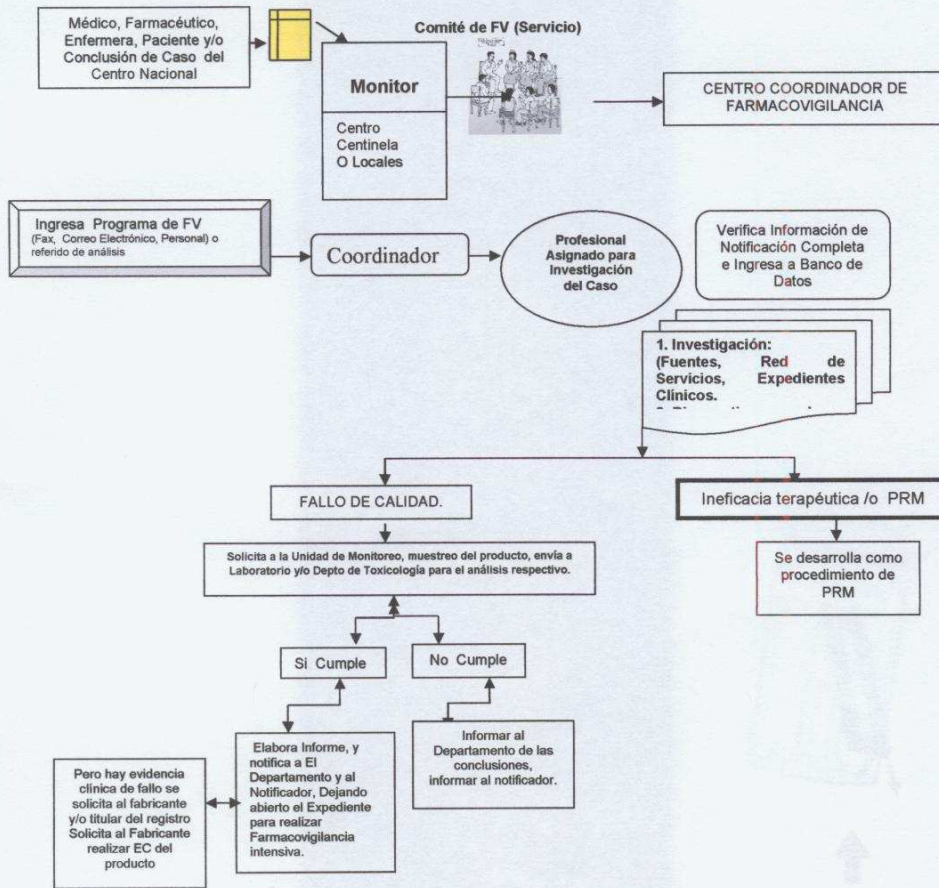 Médico, Farmacéutico,
Enfermera, Paciente y/o
Conclusión de Caso del
Centro Nacional
Comité de FV (Servicio)
Monitor
Centro
Centinela
O Locales
CENTRO COORDINADOR DE
FARMACOVIGILANCIA
Ingresa Programa de FV
(Fax, Correo Electrónico, Personal) o
referido de análisis
Coordinador
Profesional
Asignado para
Investigación
del Caso
Verifica Información de
Notificación Completa
e Ingresa a Banco de
Datos
1. Investigación:
(Fuentes, Red de
Servicios, Expedientes
Clínicos.
FALLO DE CALIDAD.
Ineficacia terapéutica /o PRM
Solicita a la Unidad de Monitoreo, muestreo del producto, envía a
Laboratorio y/o Depto de Toxicología para el análisis respectivo.
Se desarrolla como
procedimiento de
PRM
Si Cumple
No Cumple
Elabora Informe, y
notifica a El
Departamento y al
Notificador, Dejando
abierto el Expediente
para realizar
Farmacovigilancia
intensiva.
Informar al
Departamento de las
conclusiones,
informar al notificador.
Pero hay evidencia
clínica de fallo se
solicita al fabricante
y/o titular del registro
Solicita al Fabricante
realizar EC del
producto